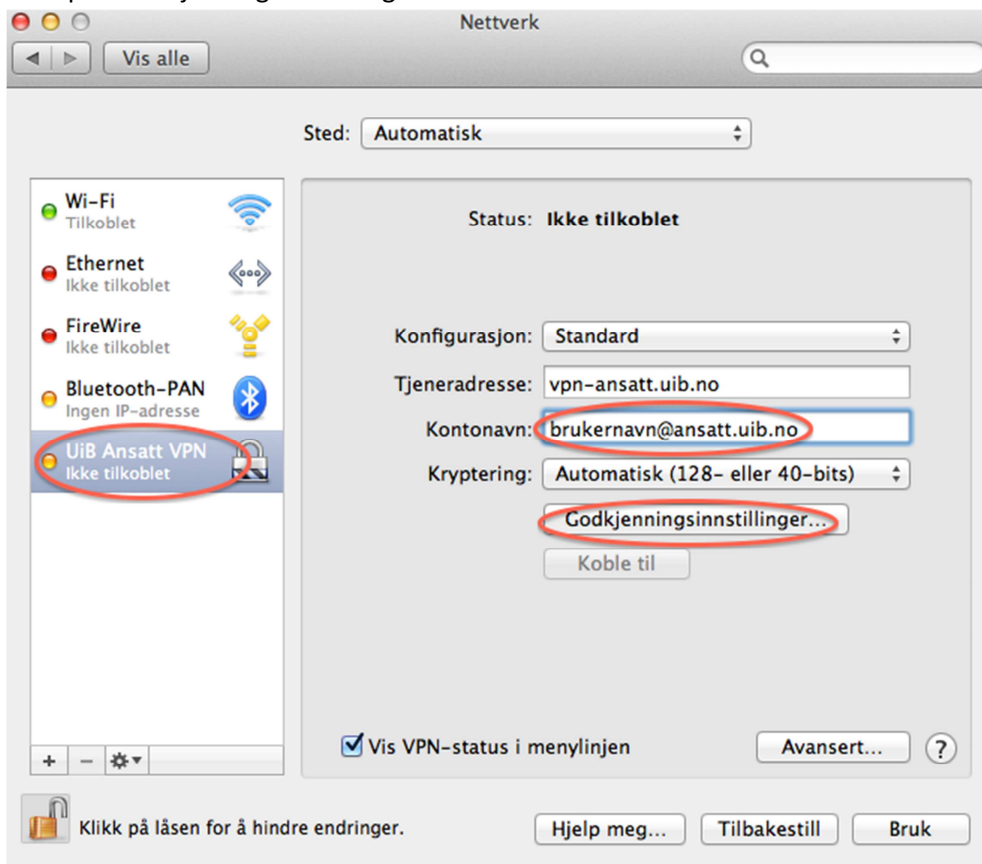 Nettverk
Vis alle
Sted: Automatisk
Wi-Fi
Tilkoblet
Ethernet
Ikke tilkoblet
FireWire
Ikke tilkoblet
Bluetooth-PAN
Ingen IP-adresse
UiB Ansatt VPN
Ikke tilkoblet
Status: Ikke tilkoblet
Konfigurasjon: Standard
Tjeneradresse: vpn-ansatt.uib.no
Kontonavn: brukernavn@ansatt.uib.no
Kryptering: Automatisk (128- eller 40-bits)
Godkjenningsinnstillinger...
Koble til
Vis VPN-status i menylinjen
Avansert...
?
Klikk på låsen for å hindre endringer.
Hjelp meg...
Tilbakestill
Bruk